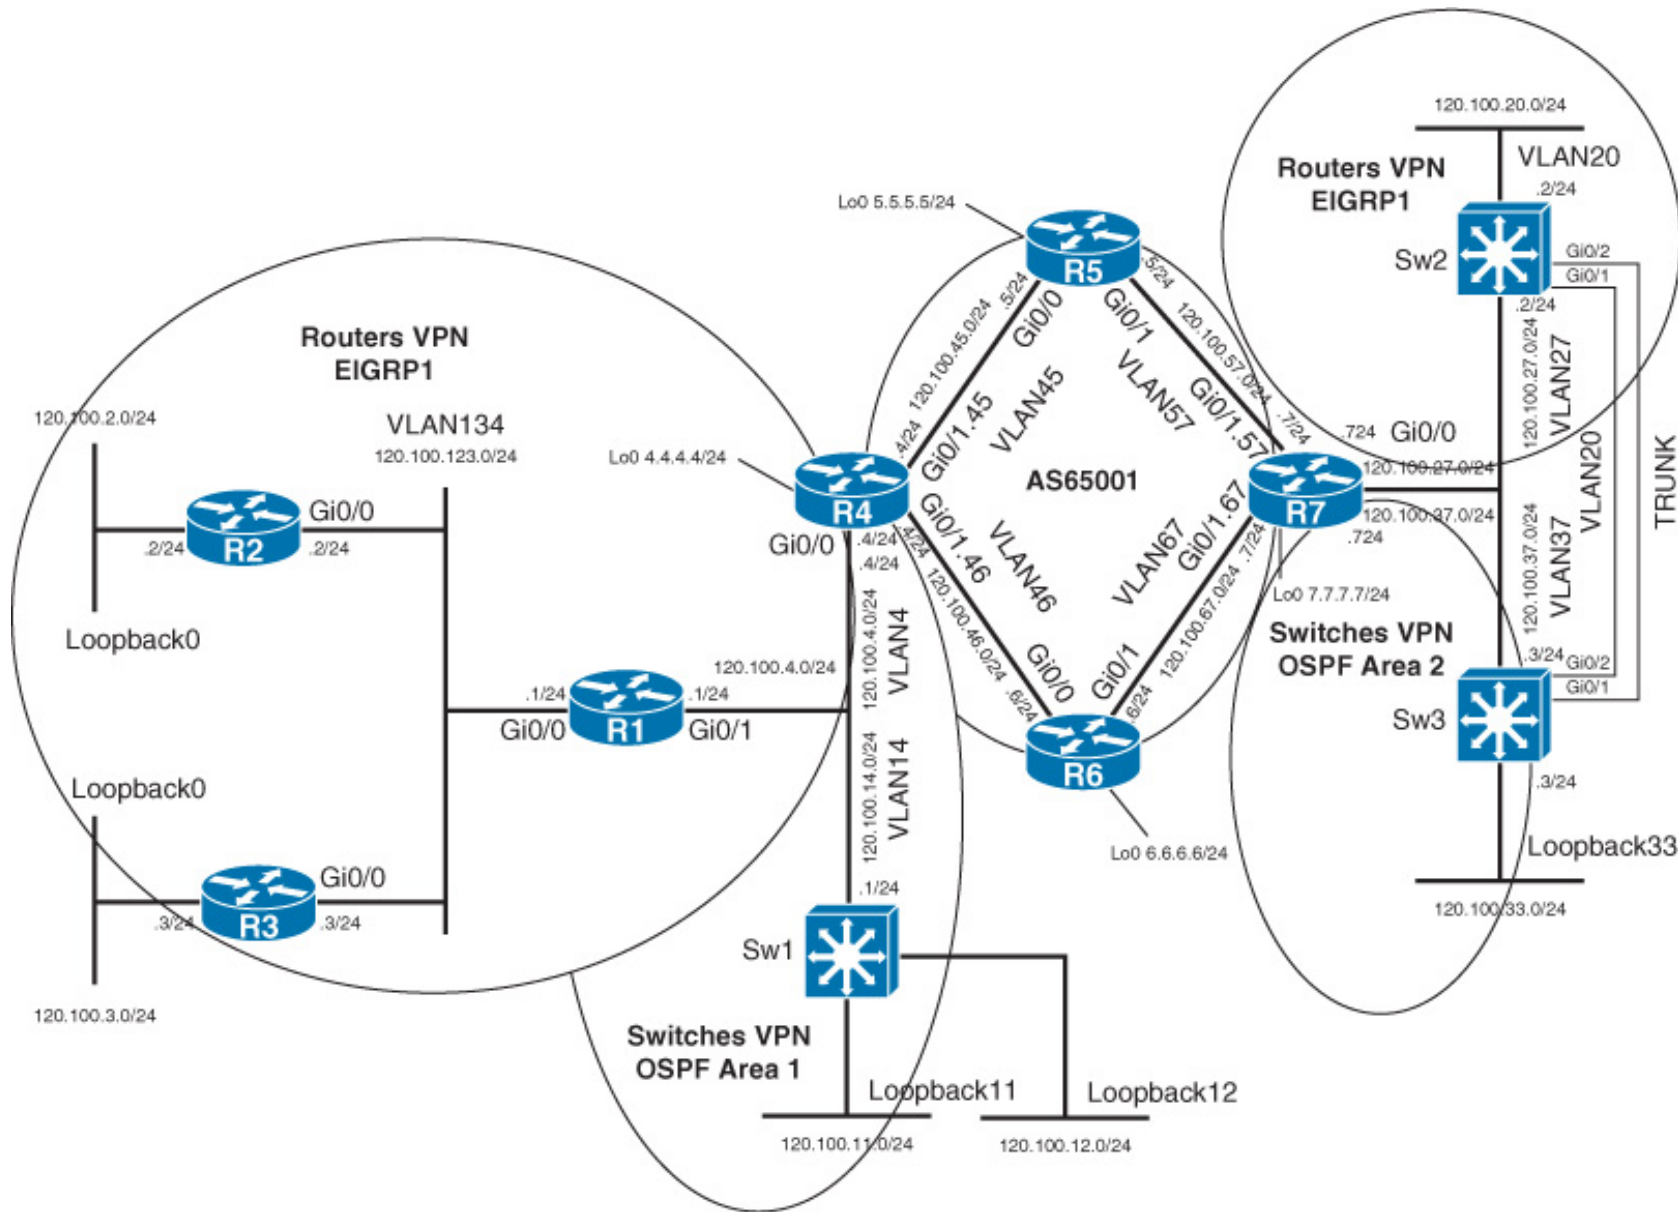 120.100.20.0/24
VLAN20
.2/24
Routers VPN
EIGRP1
Sw2
Gi0/2
Gi0/1
.2/24
120.100.27.0/24
VLAN27
VLAN20
TRUNK
120.100.37.0/24
VLAN37
.3/24
Gi0/2
Gi0/1
Sw3
.3/24
Loopback33
120.100.33.0/24
Switches VPN
OSPF Area 2
Lo0 5.5.5.5/24
R5
.5/24
Gi0/0
120.100.45.0/24
VLAN45
Gi0/1.45
.4/24
.5/24
Gi0/1
120.100.57.0/24
VLAN57
Gi0/1.57
.7/24
AS65001
.724
Gi0/0
120.100.27.0/24
R7
120.100.37.0/24
.724
Lo0 7.7.7.7/24
Gi0/1.67
.7/24
VLAN67
120.100.67.0/24
Gi0/1
.6/24
R6
Lo0 6.6.6.6/24
.4/24
Gi0/1.46
VLAN46
120.100.46.0/24
Gi0/0
.6/24
Lo0 4.4.4.4/24
R4
Gi0/0
.4/24
.4/24
120.100.4.0/24
VLAN4
120.100.14.0/24
VLAN14
.1/24
Sw1
Switches VPN
OSPF Area 1
Loopback11
120.100.11.0/24
Loopback12
120.100.12.0/24
Routers VPN
EIGRP1
120.100.2.0/24
VLAN134
120.100.123.0/24
Gi0/0
R2
.2/24
.2/24
Loopback0
120.100.4.0/24
.1/24
.1/24
Gi0/0
R1
Gi0/1
Loopback0
Gi0/0
R3
.3/24
.3/24
120.100.3.0/24